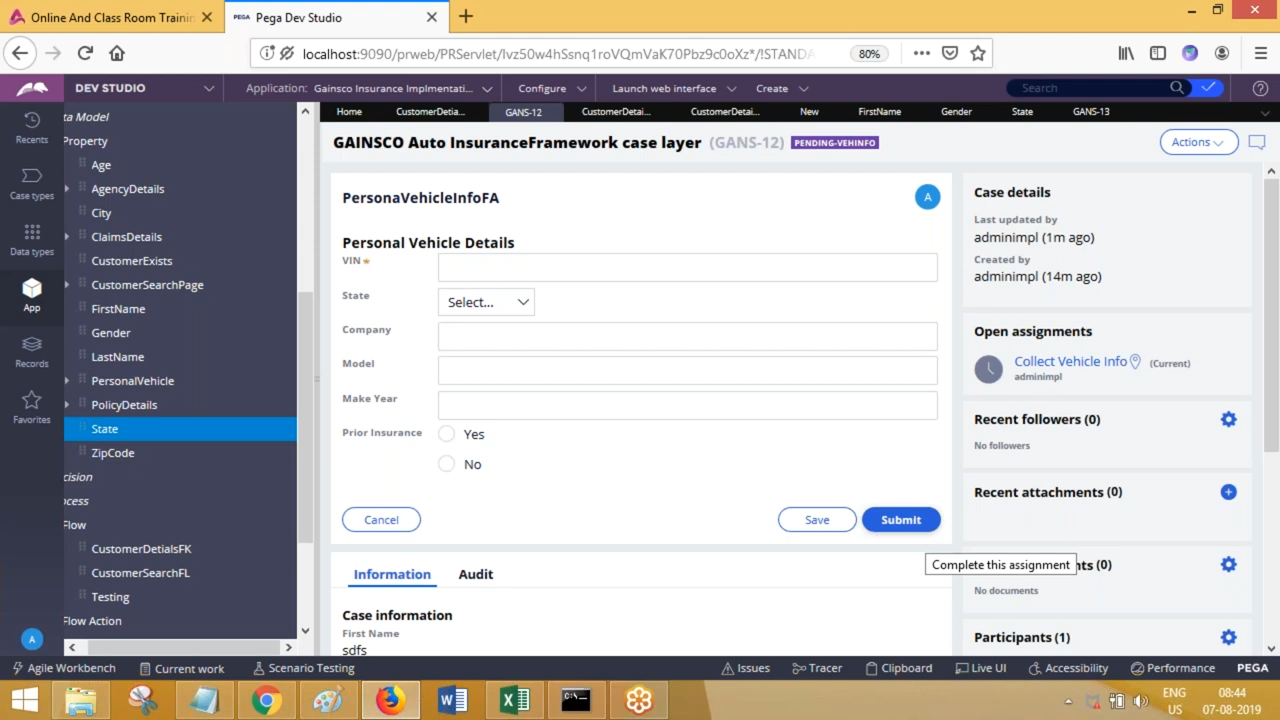 Online And Class Room Trainin
PEGA Pega Dev Studio
localhost:9090/prweb/PRServlet/Ivz50w4hSsnq1roVQmVaK70Pbz9c0oXz*/!STANDA
80%
DEV STUDIO
Application: Gainsco Insurance Implmentati...
Configure
Launch web interface
Create
Search
Home
CustomerDetia...
GANS-12
CustomerDetai...
CustomerDetai...
New
FirstName
Gender
State
GANS-13
Recents
Case types
Data types
App
Records
Favorites
A
ta Model
Property
Age
AgencyDetails
City
ClaimsDetails
CustomerExists
CustomerSearchPage
FirstName
Gender
LastName
PersonalVehicle
PolicyDetails
State
ZipCode
cision
ocess
Flow
CustomerDetialsFK
CustomerSearchFL
Testing
Flow Action
GAINSCO Auto InsuranceFramework case layer (GANS-12) PENDING-VEHINFO
Actions
PersonaVehicleInfoFA
A
Personal Vehicle Details
VIN
State
Select...
Company
Model
Make Year
Prior Insurance
Yes
No
Cancel
Save
Submit
Complete this assignment
Information
Audit
Case information
First Name
sdfs
Case details
Last updated by
adminimpl (1m ago)
Created by
adminimpl (14m ago)
Open assignments
Collect Vehicle Info (Current)
adminimpl
Recent followers (0)
No followers
Recent attachments (0)
nts (0)
No documents
Participants (1)
Agile Workbench
Current work
Scenario Testing
Issues
Tracer
Clipboard
Live UI
Accessibility
Performance
PEGA
ENG
US
08:44
07-08-2019